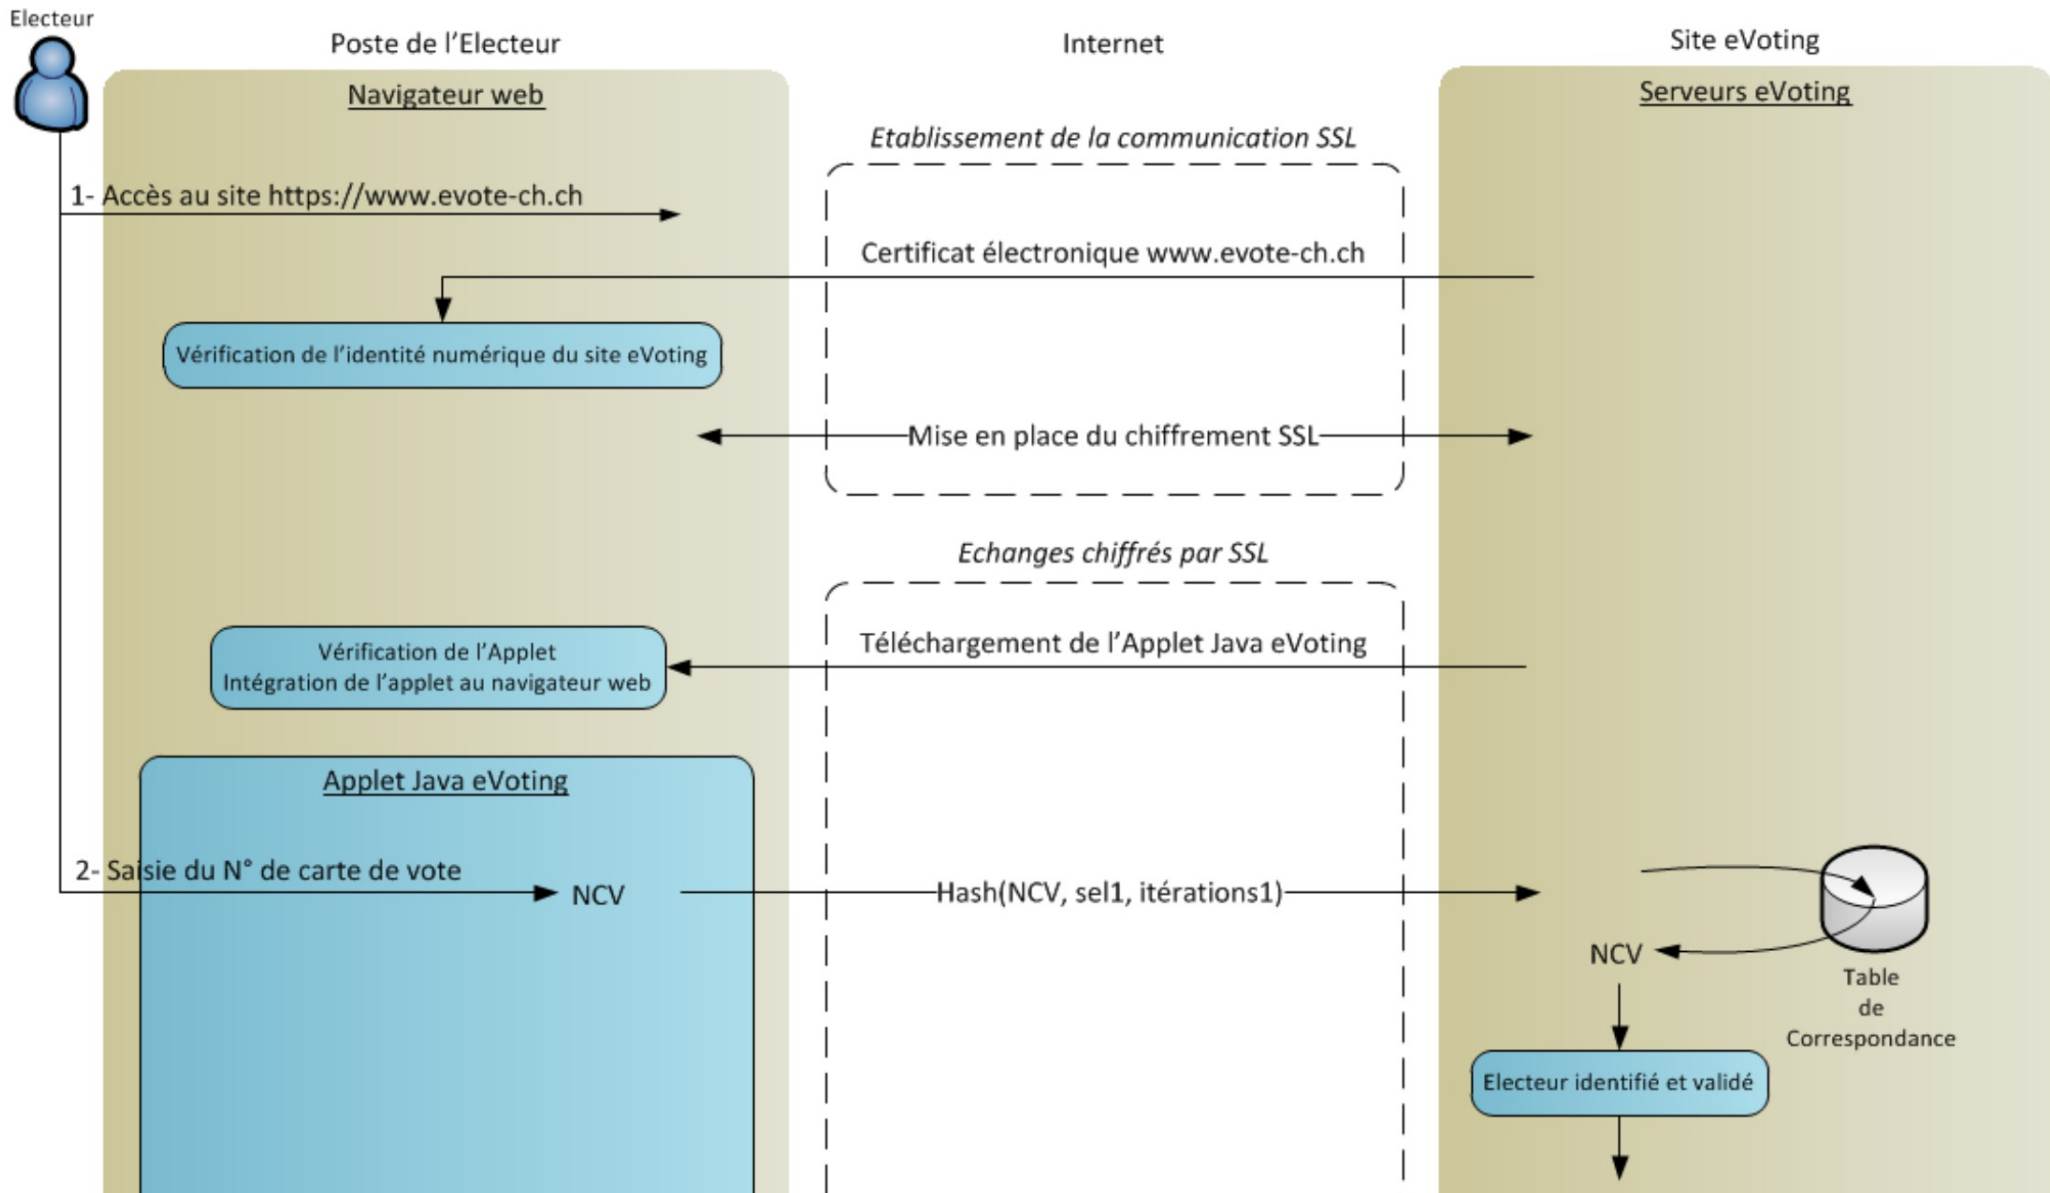 Electeur
Poste de l'Electeur
Internet
Site eVoting
Navigateur web
Serveurs eVoting
Etablissement de la communication SSL
1- Accès au site https://www.evote-ch.ch
Certificat électronique www.evote-ch.ch
Vérification de l'identité numérique du site eVoting
Mise en place du chiffrement SSL
Echanges chiffrés par SSL
Téléchargement de l'Applet Java eVoting
Vérification de l'Applet
Intégration de l'applet au navigateur web
Applet Java eVoting
2- Saisie du N° de carte de vote
NCV
Hash(NCV, sel1, itérations1)
NCV
Table
de
Correspondance
Electeur identifié et validé